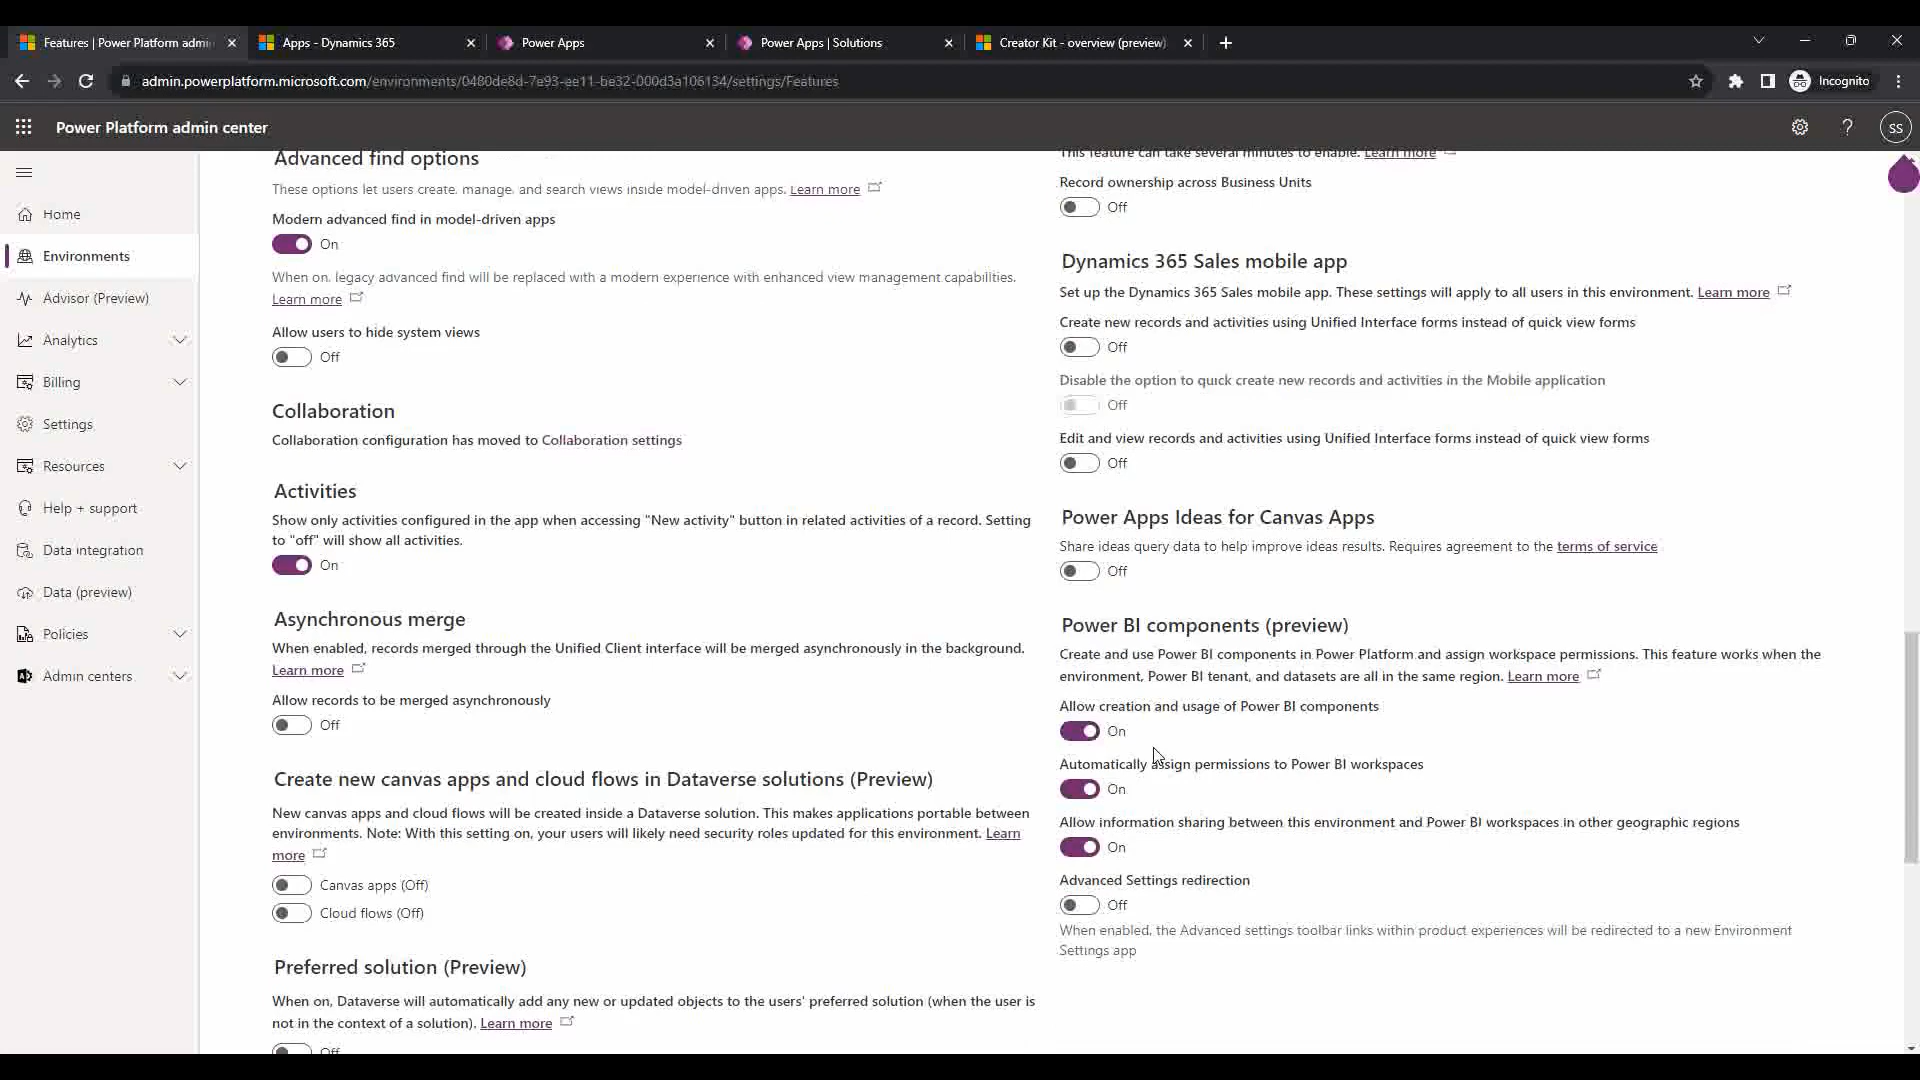 Features | Power Platform admi
Apps - Dynamics 365
Power Apps
Power Apps | Solutions
Creator Kit - overview (preview)
admin.powerplatform.microsoft.com/environments/0480de8d-7e93-ee11-be32-000d3a106134/settings/Features
Incognito
Power Platform admin center
SS
Home
Environments
Advisor (Preview)
Analytics
Billing
Settings
Resources
Help + support
Data integration
Data (preview)
Policies
Admin centers
Advanced find options
These options let users create, manage, and search views inside model-driven apps. Learn more
Modern advanced find in model-driven apps
On
When on, legacy advanced find will be replaced with a modern experience with enhanced view management capabilities.
Learn more
Allow users to hide system views
Off
Collaboration
Collaboration configuration has moved to Collaboration settings
Activities
Show only activities configured in the app when accessing "New activity" button in related activities of a record. Setting
to "off" will show all activities.
On
Asynchronous merge
When enabled, records merged through the Unified Client interface will be merged asynchronously in the background.
Learn more
Allow records to be merged asynchronously
Off
Create new canvas apps and cloud flows in Dataverse solutions (Preview)
New canvas apps and cloud flows will be created inside a Dataverse solution. This makes applications portable between
environments. Note: With this setting on, your users will likely need security roles updated for this environment. Learn
more
Canvas apps (Off)
Cloud flows (Off)
Preferred solution (Preview)
When on, Dataverse will automatically add any new or updated objects to the users' preferred solution (when the user is
not in the context of a solution). Learn more
Off
This feature can take several minutes to enable. Learn more
Record ownership across Business Units
Off
Dynamics 365 Sales mobile app
Set up the Dynamics 365 Sales mobile app. These settings will apply to all users in this environment. Learn more
Create new records and activities using Unified Interface forms instead of quick view forms
Off
Disable the option to quick create new records and activities in the Mobile application
Off
Edit and view records and activities using Unified Interface forms instead of quick view forms
Off
Power Apps Ideas for Canvas Apps
Share ideas query data to help improve ideas results. Requires agreement to the terms of service
Off
Power BI components (preview)
Create and use Power BI components in Power Platform and assign workspace permissions. This feature works when the
environment, Power BI tenant, and datasets are all in the same region. Learn more
Allow creation and usage of Power BI components
On
Automatically assign permissions to Power BI workspaces
On
Allow information sharing between this environment and Power BI workspaces in other geographic regions
On
Advanced Settings redirection
Off
When enabled, the Advanced settings toolbar links within product experiences will be redirected to a new Environment
Settings app